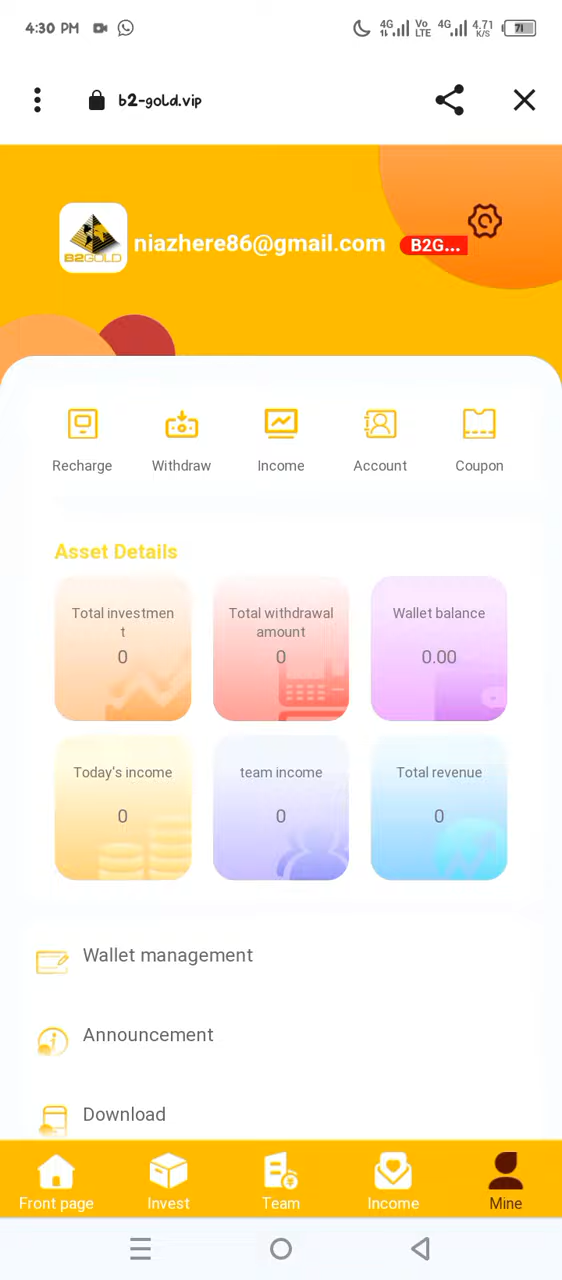 4:30 PM 4G Vo LTE 4G 4.71 K/S 71
b2-gold.vip
B2GOLD
niazhere86@gmail.com B2G...
Recharge Withdraw Income Account Coupon
Asset Details
Total investmen
t
0
Total withdrawal
amount
0
Wallet balance
0.00
Today's income
0
team income
0
Total revenue
0
Wallet management
Announcement
Download
Front page Invest Team Income Mine